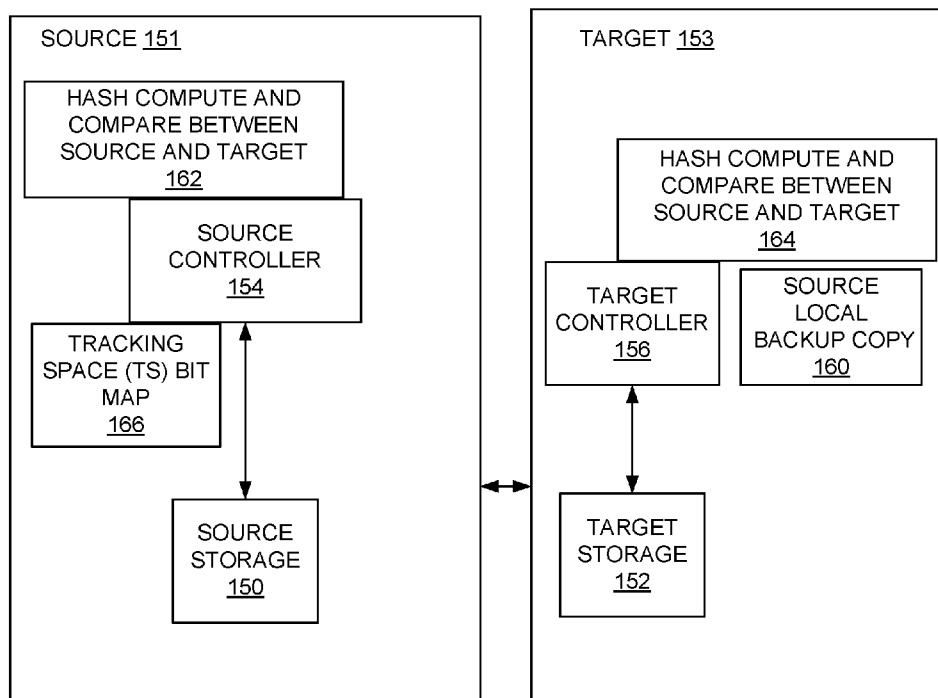 SOURCE 151
HASH COMPUTE AND
COMPARE BETWEEN
SOURCE AND TARGET
162
SOURCE
CONTROLLER
154
TRACKING
SPACE (TS) BIT
MAP
166
SOURCE
STORAGE
150
TARGET 153
HASH COMPUTE AND
COMPARE BETWEEN
SOURCE AND TARGET
164
TARGET
CONTROLLER
156
SOURCE
LOCAL
BACKUP COPY
160
TARGET
STORAGE
152